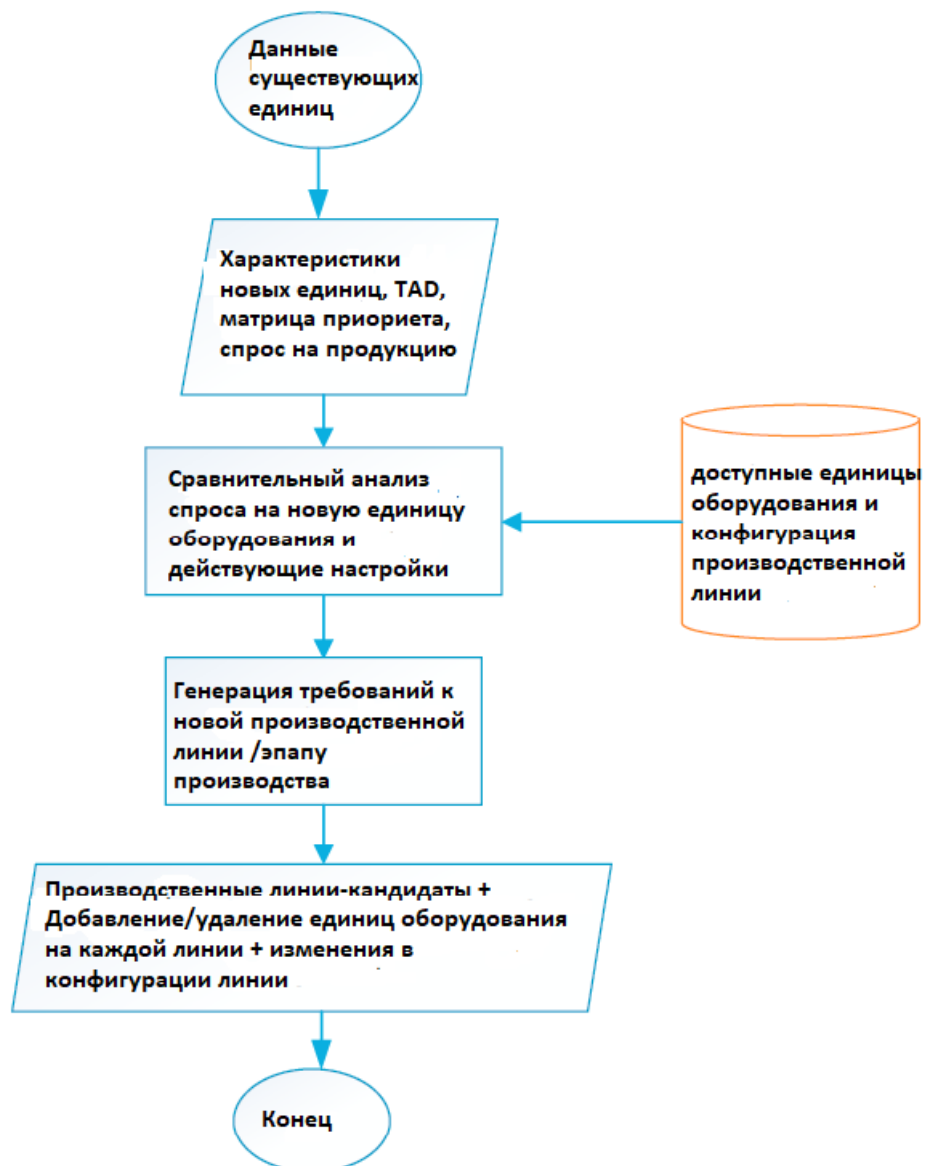 Данные
существующих
единиц
Характеристики
новых единиц, TAD,
матрица приориета,
спрос на продукцию
Сравнительный анализ
спроса на новую единицу
оборудования и
действующие настройки
доступные единицы
оборудования и
конфигурация
производственной
линии
Генерация требований к
новой производственной
линии /эпапу
производства
Производственные линии-кандидаты +
Добавление/удаление единиц оборудования
на каждой линии + изменения в
конфигурации линии
Конец